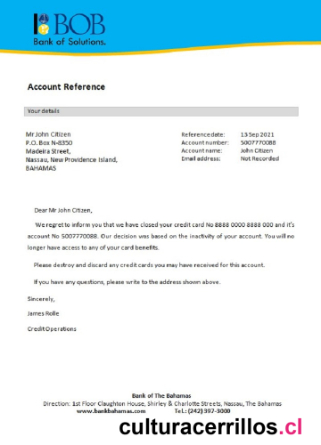 BOB
Bank of Solutions.
Account Reference
Your details
Mr John Citizen
P.O. Box N-8350
Madeira Street,
Nassau, New Providence Island,
BAHAMAS
Reference date: 13 Sep 2021
Account number: 5007770088
Account name: John Citizen
Email address: Not Recorded
Dear Mr John Citizen,
We regret to inform you that we have closed your credit card No 8888 0000 8888 000 and it's
account No 5007770088. Our decision was based on the inactivity of your account. You will no
longer have access to any of your card benefits.
Please destroy and discard any credit cards you may have received for this account.
If you have any questions, please write to the address shown above.
Sincerely,
James Rolle
Credit Operations
Bank of The Bahamas
Direction: 1st Floor Claughton House, Shirley & Charlotte Streets, Nassau, The Bahamas
www.bankbahamas.com Tel.: (242) 397-3000
culturacerrillos.cl